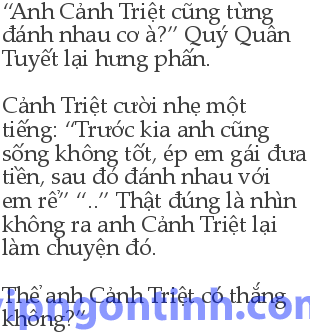 “Anh Cảnh Triệt cũng từng
đánh nhau cơ à?” Quý Quân
Tuyết lại hưng phấn.
Cảnh Triệt cười nhẹ một
tiếng: “Trước kia anh cũng
sống không tốt, ép em gái đưa
tiền, sau đó đánh nhau với
em rể” “..” Thật đúng là nhìn
không ra anh Cảnh Triệt lại
làm chuyện đó.
Thể anh Cảnh Triệt có thắng
không?”
vipngontinh.com